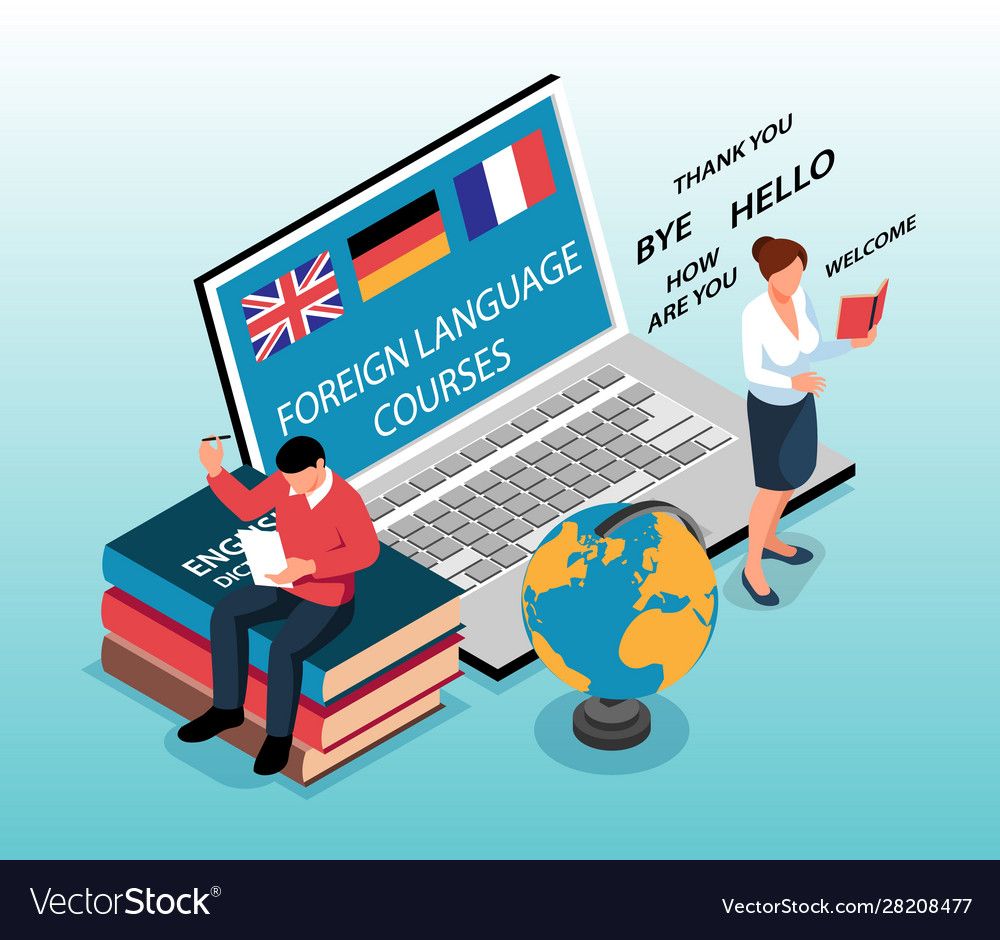 THANK YOU
HELLO
BYE
HOW
ARE YOU
WELCOME
FOREIGN LANGUAGE
COURSES
VectorStock®
VectorStock.com/28208477